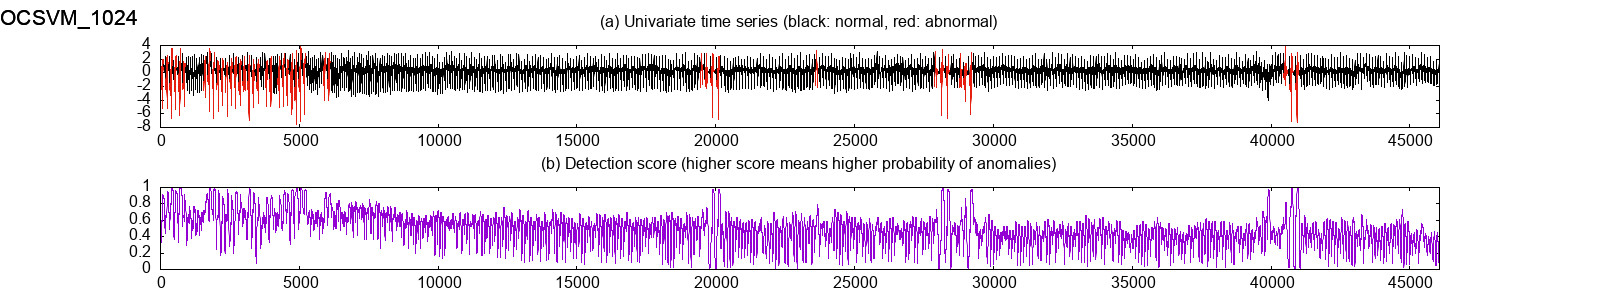 OCSVM_1024
(a) Univariate time series (black: normal, red: abnormal)
4
2
0
-2
-4
-6
-8
0 5000 10000 15000 20000 25000 30000 35000 40000 45000
(b) Detection score (higher score means higher probability of anomalies)
1
0.8
0.6
0.4
0.2
0
0 5000 10000 15000 20000 25000 30000 35000 40000 45000